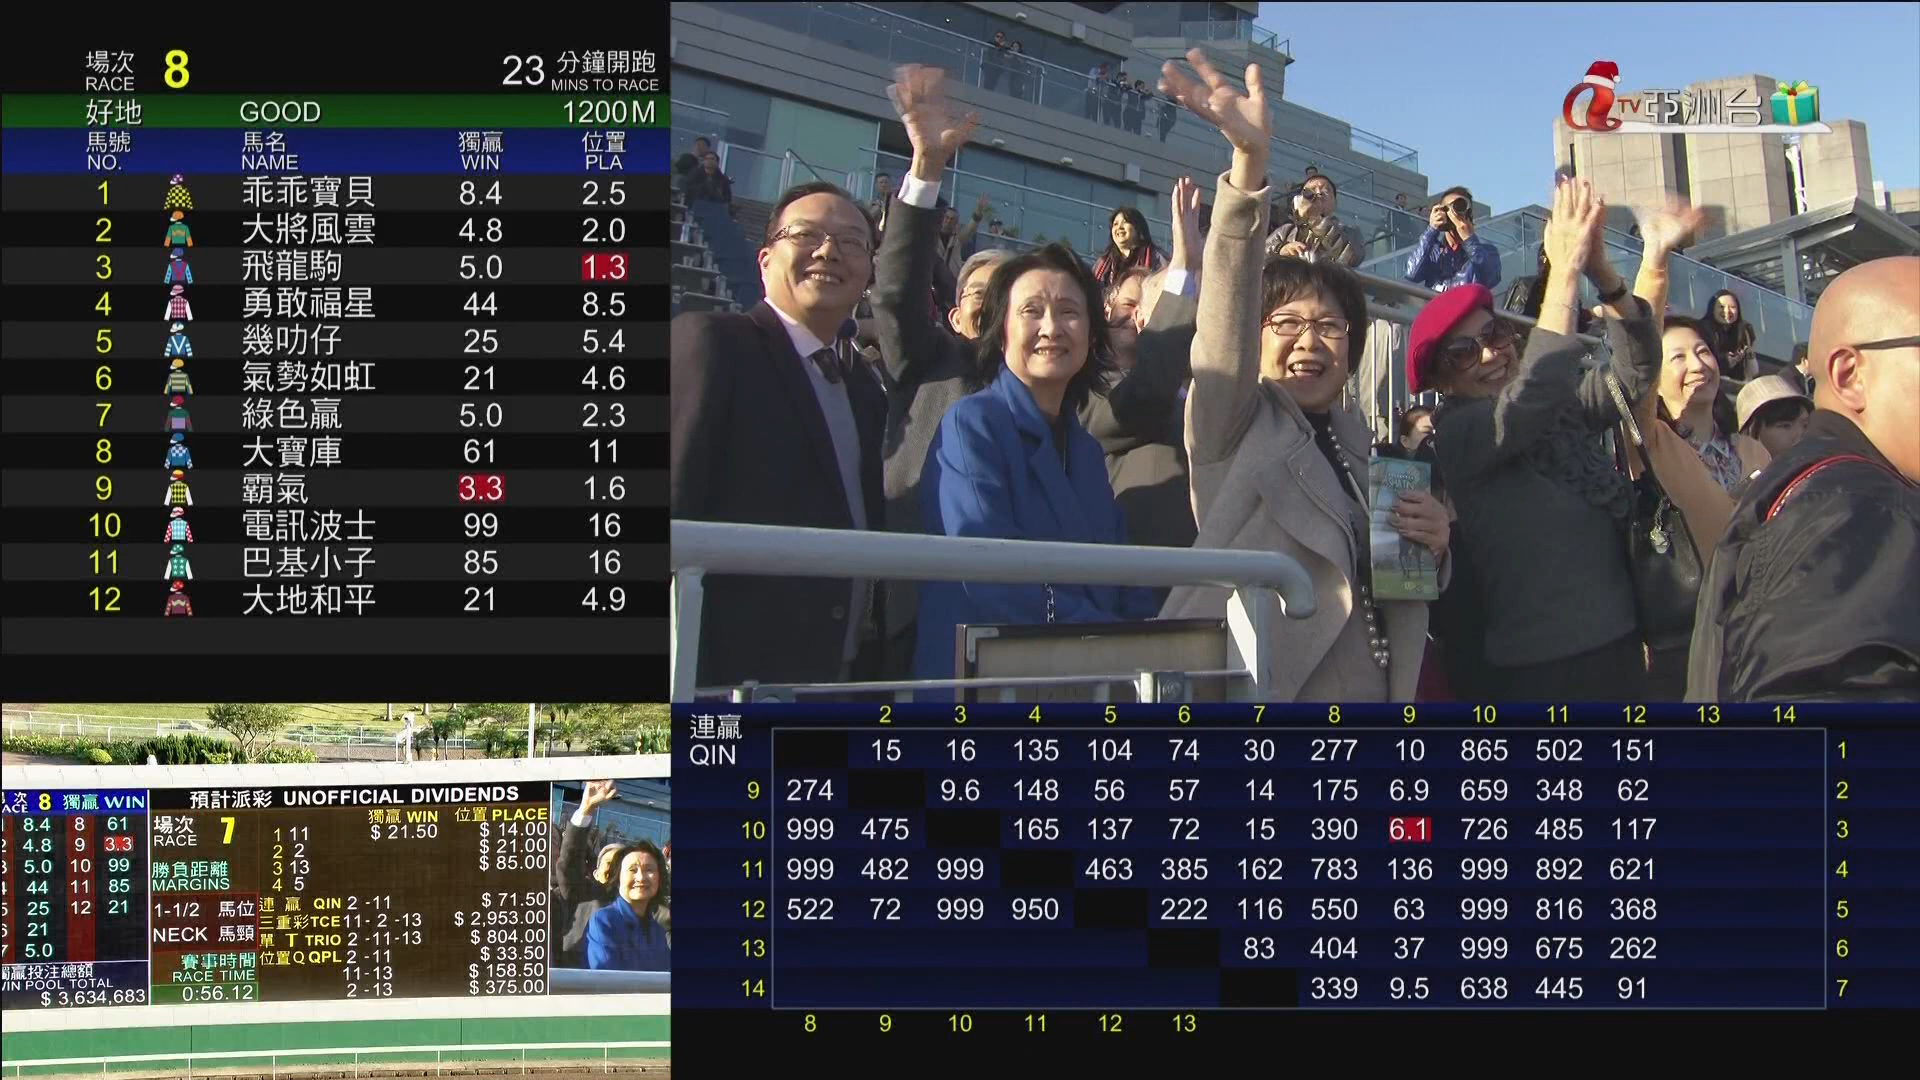 場次 8 23 分鐘開跑
RACE MINS TO RACE
好地 GOOD 1200M
馬號 馬名 獨贏 位置
NO. NAME WIN PLA
1 乖乖寶貝 8.4 2.5
2 大將風雲 4.8 2.0
3 飛龍駒 5.0 1.3
4 勇敢福星 44 8.5
5 幾叻仔 25 5.4
6 氣勢如虹 21 4.6
7 綠色贏 5.0 2.3
8 大寶庫 61 11
9 霸氣 3.3 1.6
10 電訊波士 99 16
11 巴基小子 85 16
12 大地和平 21 4.9
aTV亞洲台
次 8 獨贏 WIN
8.4 8 61
4.8 9 3.3
5.0 10 99
44 11 85
25 12 21
21
5.0
獨贏投注總額
WIN POOL TOTAL
$ 3,634,683
預計派彩 UNOFFICIAL DIVIDENDS
場次 7 獨贏 WIN 位置 PLACE
RACE
1 11 $ 21.50 $ 14.00
2 2 $ 21.00
3 13 $ 85.00
4 5
勝負距離
MARGINS
1-1/2 馬位
NECK 馬頸
賽事時間
RACE TIME
0:56.12
連贏 QIN 2 -11 $ 71.50
三重彩TCE 11- 2 -13 $ 2,953.00
單T TRIO 2 -11-13 $ 804.00
位置Q QPL 2 -11 $ 33.50
11-13 $ 158.50
2 -13 $ 375.00
連贏 2 3 4 5 6 7 8 9 10 11 12 13 14
QIN 15 16 135 104 74 30 277 10 865 502 151 1
9 274 9.6 148 56 57 14 175 6.9 659 348 62 2
10 999 475 165 137 72 15 390 6.1 726 485 117 3
11 999 482 999 463 385 162 783 136 999 892 621 4
12 522 72 999 950 222 116 550 63 999 816 368 5
13 83 404 37 999 675 262 6
14 339 9.5 638 445 91 7
8 9 10 11 12 13